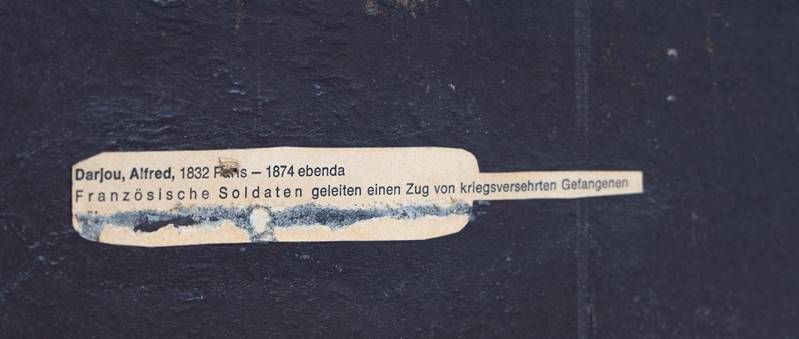 Darjou, Alfred, 1832 Paris – 1874 ebenda
Französische Soldaten geleiten einen Zug von kriegsversehrten Gefangenen